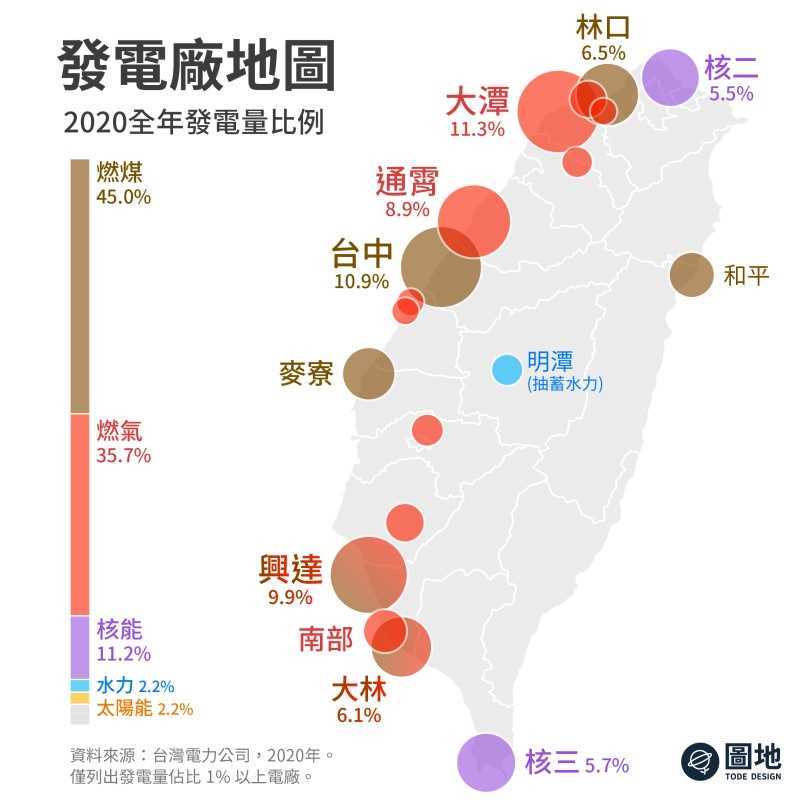 發電廠地圖
2020全年發電量比例
燃煤
45.0%
燃氣
35.7%
核能
11.2%
水力 2.2%
太陽能 2.2%
林口
6.5%
核二
5.5%
大潭
11.3%
通霄
8.9%
台中
10.9%
和平
麥寮
明潭
(抽蓄水力)
興達
9.9%
南部
大林
6.1%
核三 5.7%
資料來源：台灣電力公司，2020年。
僅列出發電量佔比 1% 以上電廠。
圖地
TODE DESIGN